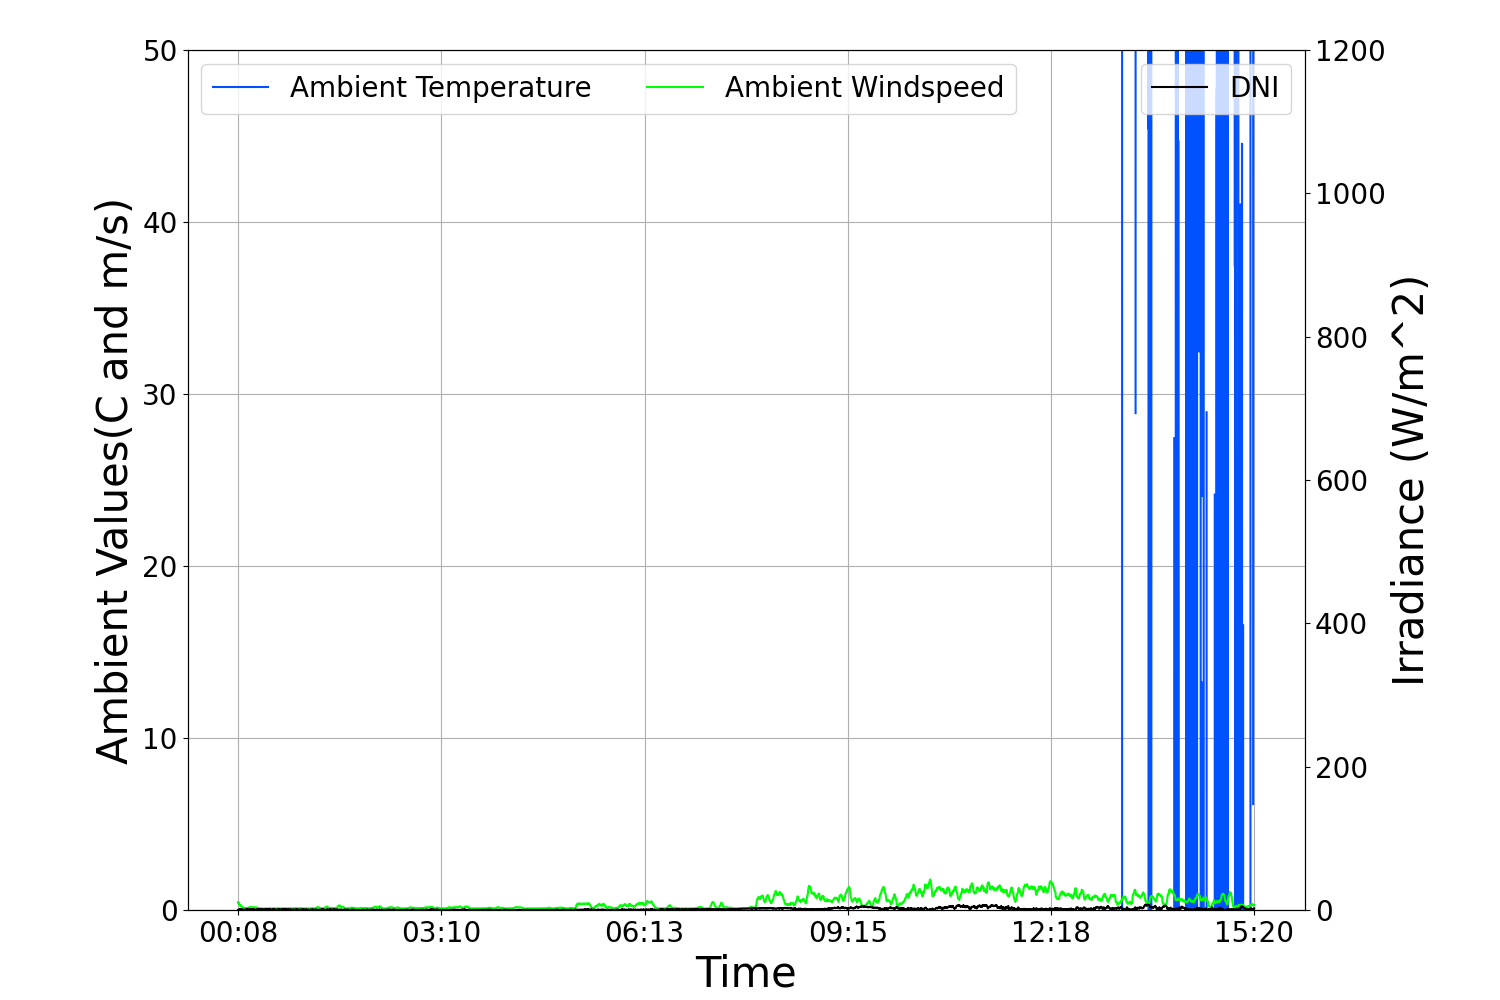 Ambient Temperature Ambient Windspeed DNI
Ambient Values(C and m/s)
50
40
30
20
10
0
1200
1000
800
600
400
200
0
Irradiance (W/m^2)
00:08 03:10 06:13 09:15 12:18 15:20
Time